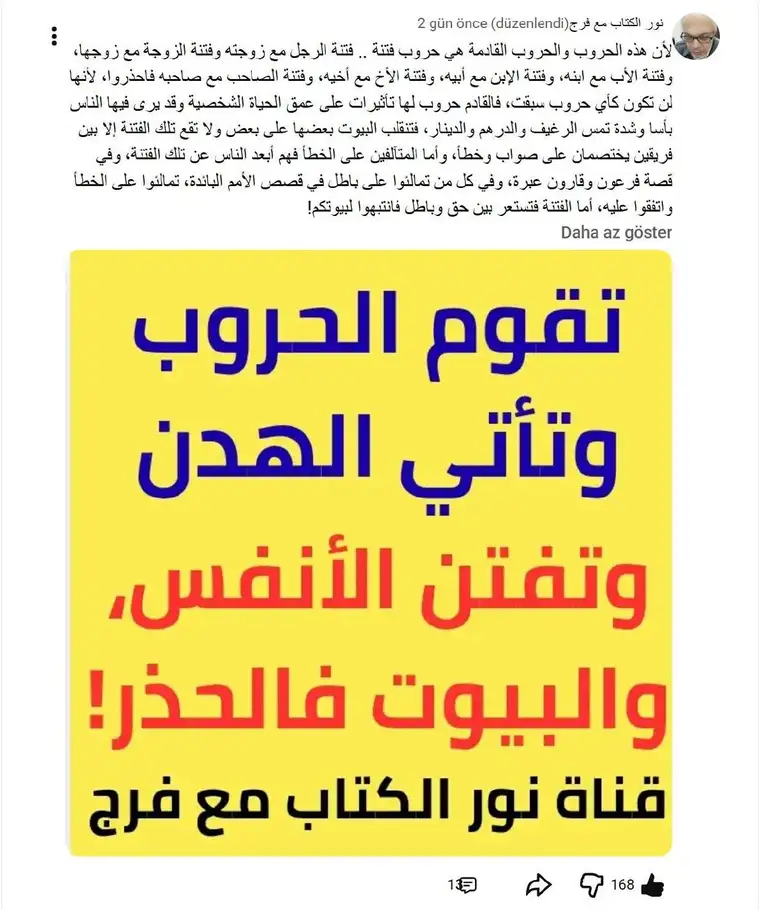 نور الكتاب مع فرج(düzenlendi) 2 gün önce
لأن هذه الحروب والحروب القادمة هي حروب فتنة .. فتنة الرجل مع زوجته وفتنة الزوجة مع زوجها،
وفتنة الأب مع ابنه، وفتنة الإبن مع أبيه، وفتنة الأخ مع أخيه، وفتنة الصاحب مع صاحبه فاحذروا، لأنها
لن تكون كأي حروب سبقت، فالقادم حروب لها تأثيرات على عمق الحياة الشخصية وقد يرى فيها الناس
بأسا وشدة تمس الرغيف والدرهم والدينار، فتنقلب البيوت بعضها على بعض ولا تقع تلك الفتنة إلا بين
فريقين يختصمان على صواب وخطأ، وأما المتآلفين على الخطأ فهم أبعد الناس عن تلك الفتنة، وفي
قصة فرعون وقارون عبرة، وفي كل من تمالئوا على باطل في قصص الأمم البائدة، تمالئوا على الخطأ
واتفقوا عليه، أما الفتنة فتستعر بين حق وباطل فانتبهوا لبيوتكم!
Daha az göster
تقوم الحروب
وتأتي الهدن
وتفتن الأنفس،
والبيوت فالحذر!
قناة نور الكتاب مع فرج
168
13